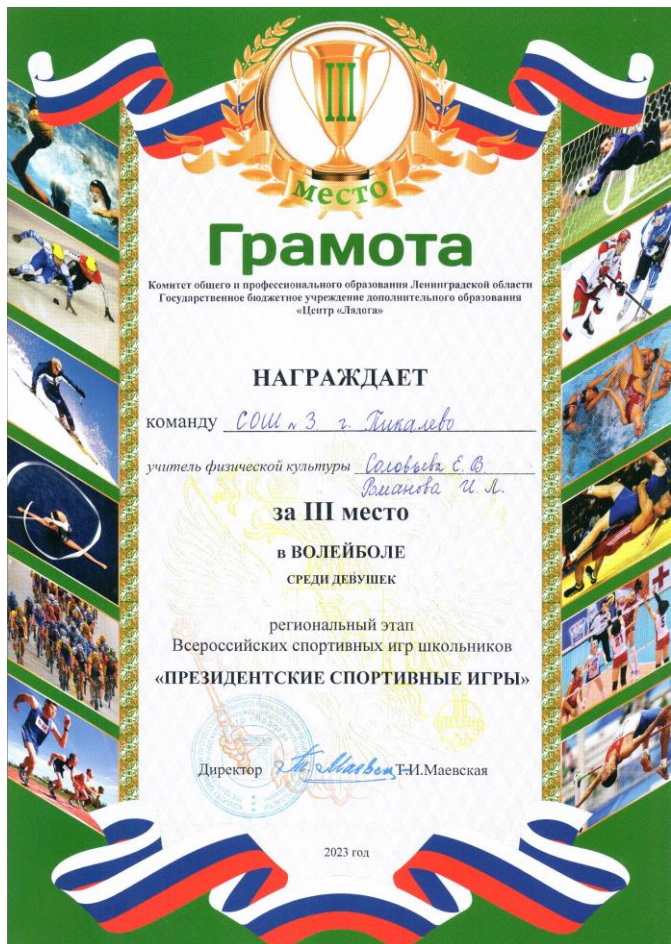 III
место
Грамота
Комитет общего и профессионального образования Ленинградской области
Государственное бюджетное учреждение дополнительного образования
«Центр «Ладога»
НАГРАЖДАЕТ
команду СОШ № 3 г. Пикалево
учитель физической культуры Соловьева Е. В
Романова И. Л.
за III место
в ВОЛЕЙБОЛЕ
СРЕДИ ДЕВУШЕК
региональный этап
Всероссийских спортивных игр школьников
«ПРЕЗИДЕНТСКИЕ СПОРТИВНЫЕ ИГРЫ»
Директор Т.И.Маевская
2023 год